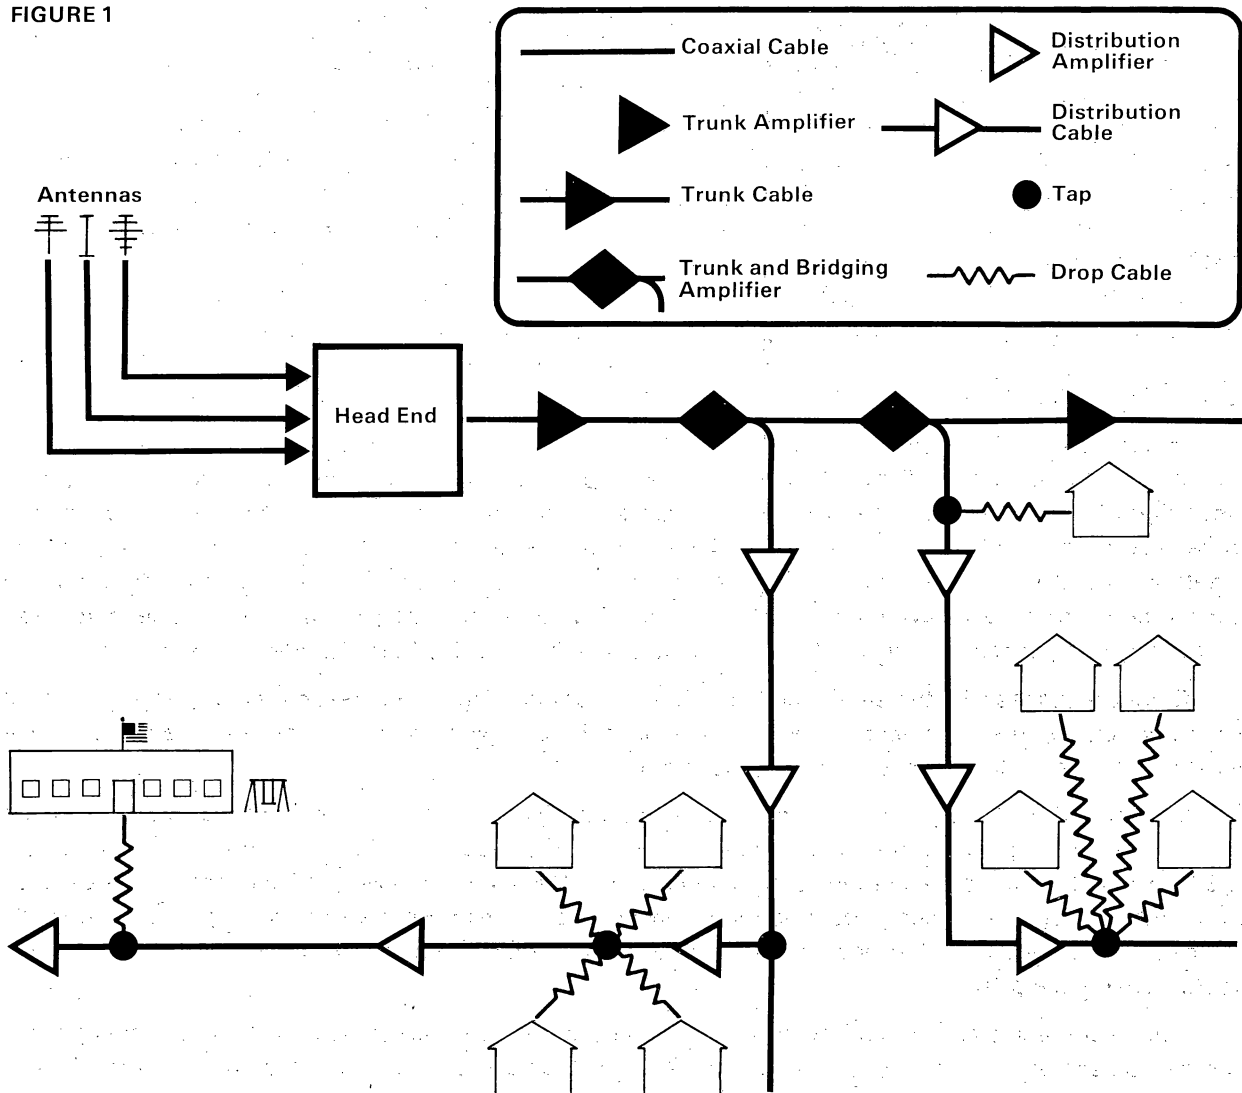 FIGURE 1
Coaxial Cable
Distribution
Amplifier
Trunk Amplifier
Distribution
Cable
Trunk Cable
Tap
Trunk and Bridging
Amplifier
Drop Cable
Antennas
Head End